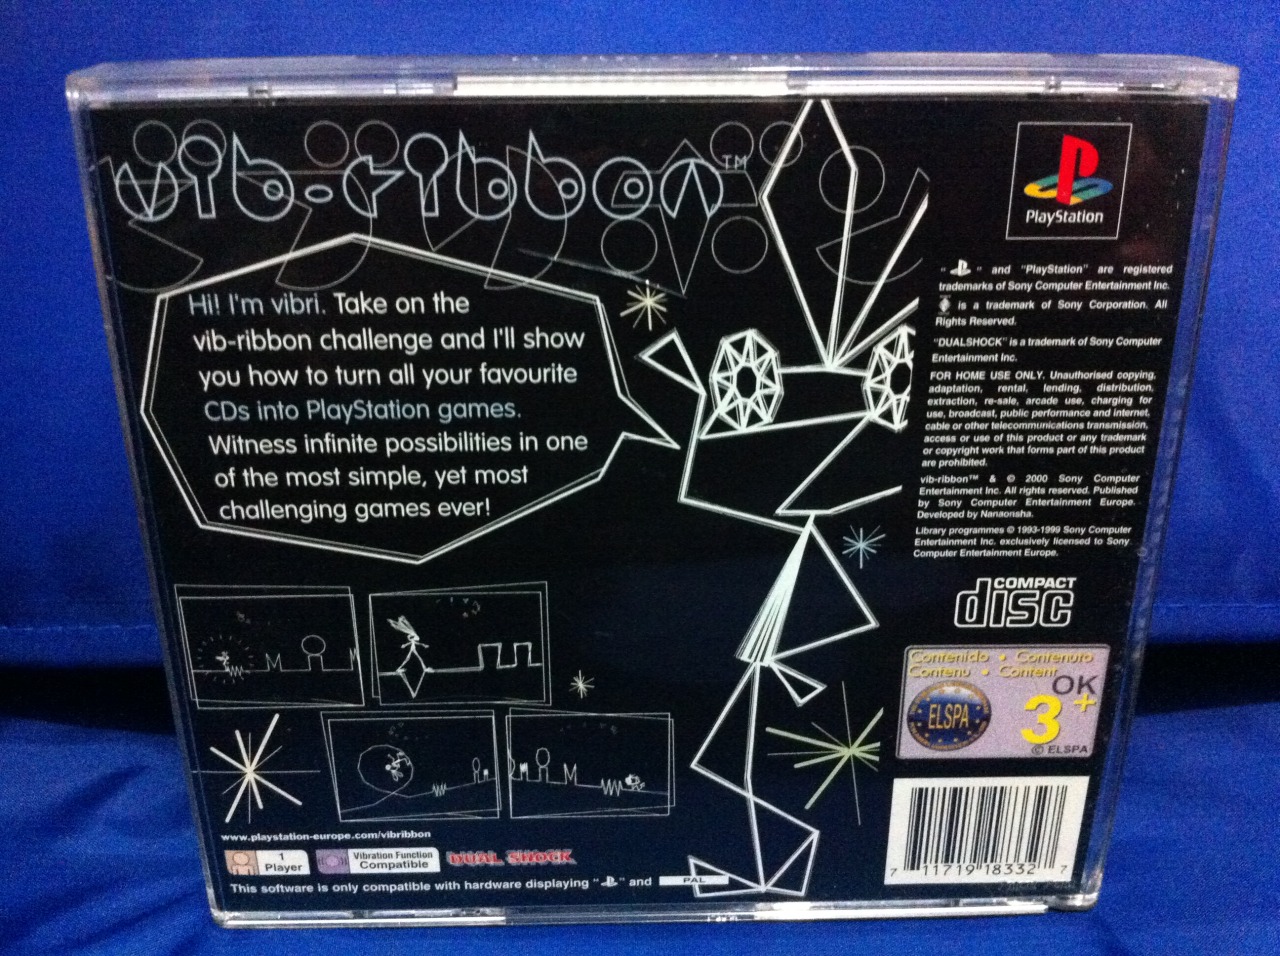 vib-ribbon™
Hi! I'm vibri. Take on the
vib-ribbon challenge and I'll show
you how to turn all your favourite
CDs into PlayStation games.
Witness infinite possibilities in one
of the most simple, yet most
challenging games ever!
www.playstation-europe.com/vibribbon
1
Player
Vibration Function
Compatible
DUAL SHOCK
This software is only compatible with hardware displaying " " and PAL
PlayStation
" " and "PlayStation" are registered
trademarks of Sony Computer Entertainment Inc.
is a trademark of Sony Corporation. All
Rights Reserved.
"DUALSHOCK" is a trademark of Sony Computer
Entertainment Inc.
FOR HOME USE ONLY. Unauthorised copying,
adaptation, rental, lending, distribution,
extraction, re-sale, arcade use, charging for
use, broadcast, public performance and internet,
cable or other telecommunications transmission,
access or use of this product or any trademark
or copyright work that forms part of this product
are prohibited.
vib-ribbon™ & © 2000 Sony Computer
Entertainment Inc. All rights reserved. Published
by Sony Computer Entertainment Europe.
Developed by Nanaonsha.
Library programmes © 1993-1999 Sony Computer
Entertainment Inc. exclusively licensed to Sony
Computer Entertainment Europe.
COMPACT
disc
Contenido • Contenuto
Contenu • Content
OK
ELSPA
3+
© ELSPA
7 11719 18332 7